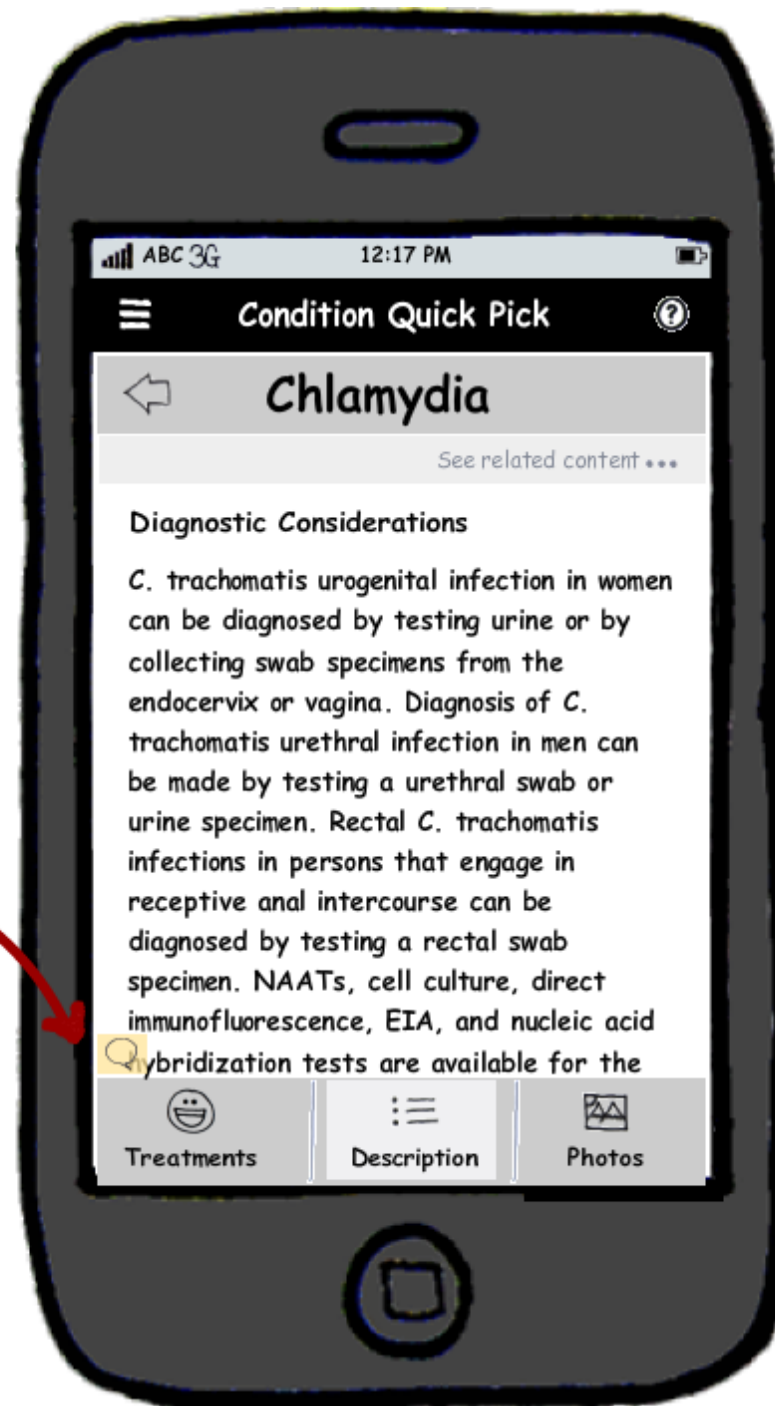 ABC 3G 12:17 PM
Condition Quick Pick ?
Chlamydia
See related content •••
Diagnostic Considerations
C. trachomatis urogenital infection in women
can be diagnosed by testing urine or by
collecting swab specimens from the
endocervix or vagina. Diagnosis of C.
trachomatis urethral infection in men can
be made by testing a urethral swab or
urine specimen. Rectal C. trachomatis
infections in persons that engage in
receptive anal intercourse can be
diagnosed by testing a rectal swab
specimen. NAATs, cell culture, direct
immunofluorescence, EIA, and nucleic acid
hybridization tests are available for the
Treatments Description Photos